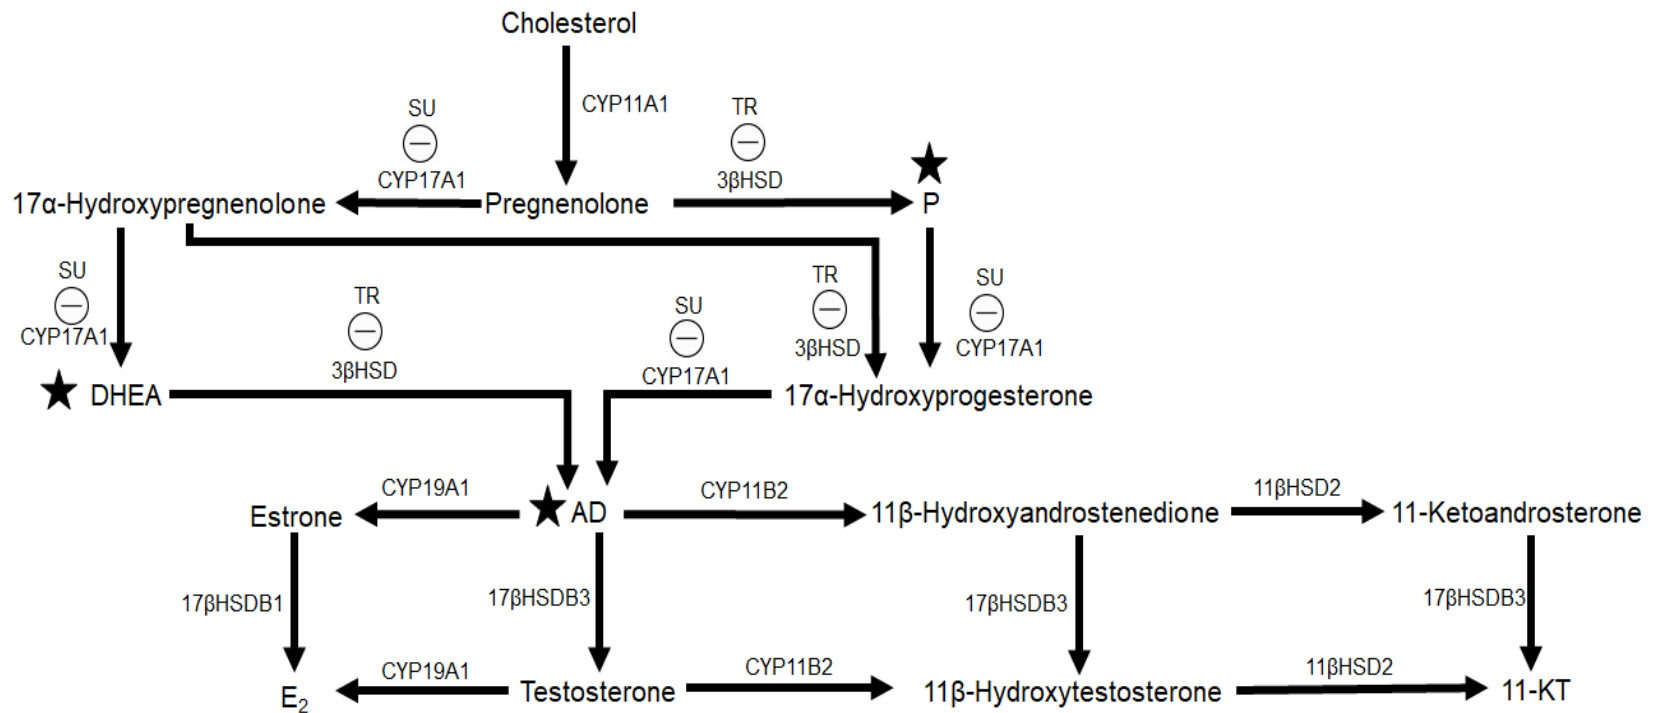 Cholesterol
CYP11A1
SU
TR
CYP17A1
3βHSD
17α-Hydroxypregnenolone
Pregnenolone
P
SU
CYP17A1
TR
3βHSD
SU
CYP17A1
TR
3βHSD
SU
CYP17A1
DHEA
17α-Hydroxyprogesterone
CYP19A1
CYP11B2
11βHSD2
Estrone
AD
11β-Hydroxyandrostenedione
11-Ketoandrosterone
17βHSDB1
17βHSDB3
17βHSDB3
17βHSDB3
CYP19A1
CYP11B2
11βHSD2
E₂
Testosterone
11β-Hydroxytestosterone
11-KT